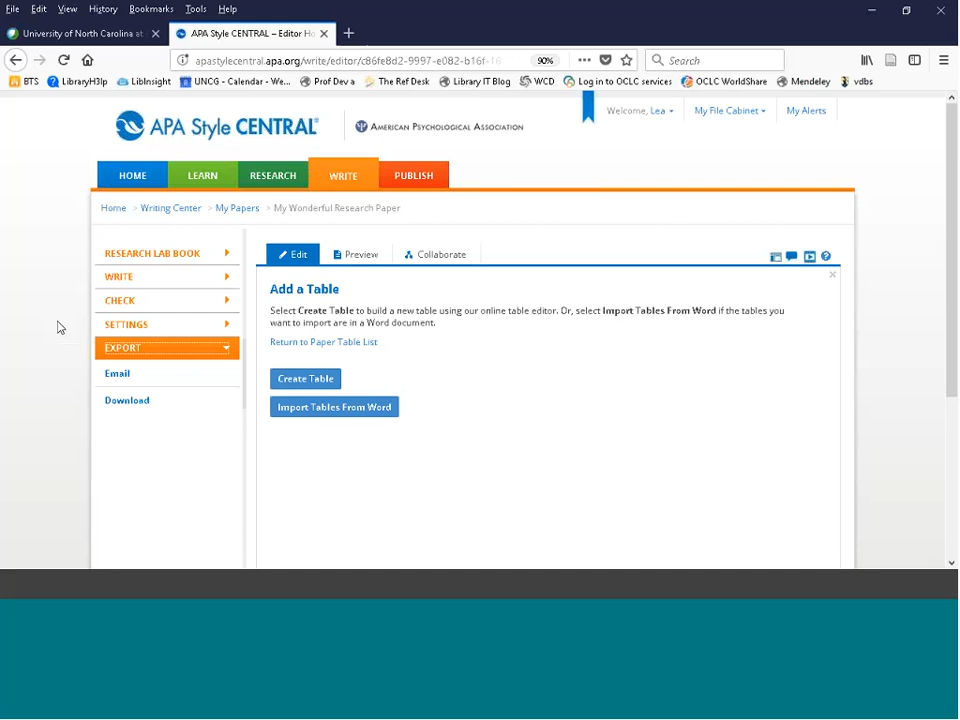 File Edit View History Bookmarks Tools Help
University of North Carolina at
APA Style CENTRAL – Editor Ho
apastylecentral.apa.org/write/editor/c86fe8d2-9997-e082-b16f-16
90%
Search
BTS LibraryH3lp LibInsight UNCG - Calendar - We... Prof Dev a The Ref Desk Library IT Blog WCD Log in to OCLC services OCLC WorldShare Mendeley vdbs
APA Style CENTRAL®
AMERICAN PSYCHOLOGICAL ASSOCIATION
Welcome, Lea
My File Cabinet
My Alerts
HOME LEARN RESEARCH WRITE PUBLISH
Home > Writing Center > My Papers > My Wonderful Research Paper
RESEARCH LAB BOOK
WRITE
CHECK
SETTINGS
EXPORT
Email
Download
Edit Preview Collaborate
Add a Table
Select Create Table to build a new table using our online table editor. Or, select Import Tables From Word if the tables you
want to import are in a Word document.
Return to Paper Table List
Create Table
Import Tables From Word